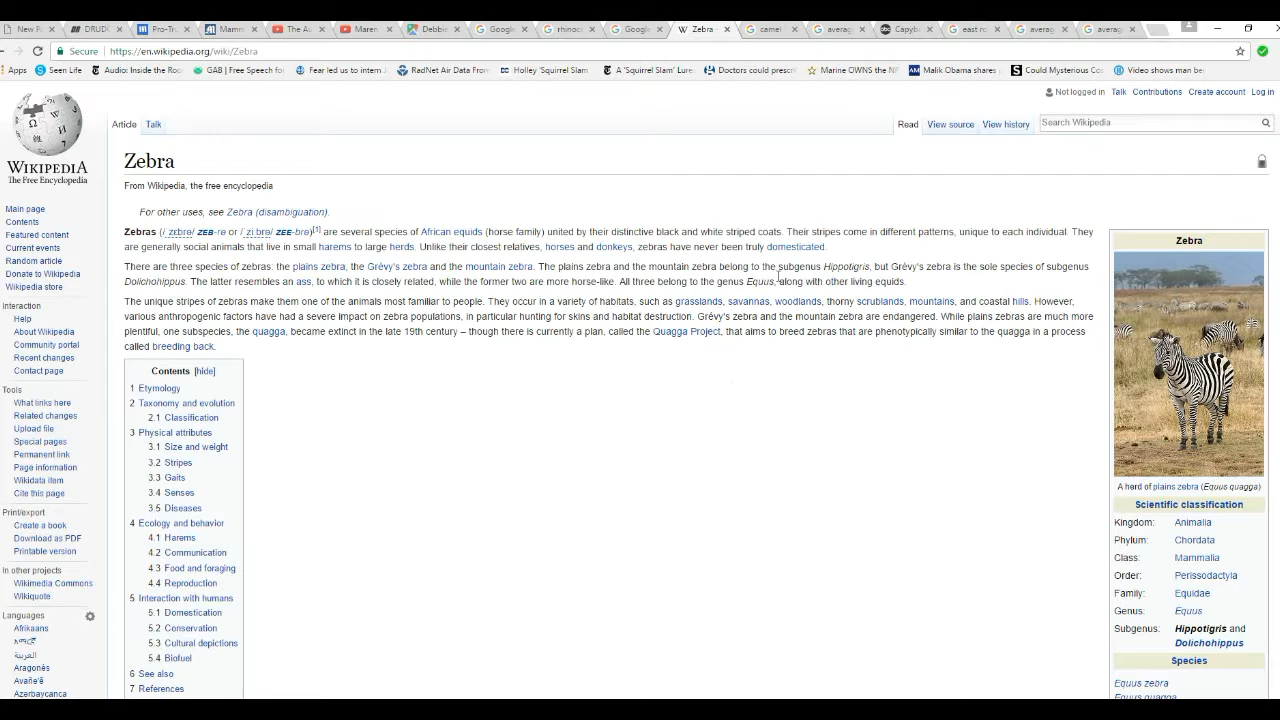 New P
DRUD
Pro-Tr
Mamm
The Au
Maren
Debbie
Google
rhinoc
Google
Zebra -
camel
averag
Capyb
east ro
averag
averag
Secure https://en.wikipedia.org/wiki/Zebra
Apps Seen Life Audio: Inside the Ro GAB | Free Speech fo Fear led us to intern J RadNet Air Data From Holley 'Squirrel Slam' A 'Squirrel Slam' Lure Doctors could prescr Marine OWNS the NF Malik Obama shares Could Mysterious Co Video shows man be
Not logged in Talk Contributions Create account Log in
Article Talk
Read View source View history Search Wikipedia
WIKIPEDIA
The Free Encyclopedia
Main page
Contents
Featured content
Current events
Random article
Donate to Wikipedia
Wikipedia store
Interaction
Help
About Wikipedia
Community portal
Recent changes
Contact page
Tools
What links here
Related changes
Upload file
Special pages
Permanent link
Page information
Wikidata item
Cite this page
Print/export
Create a book
Download as PDF
Printable version
In other projects
Wikimedia Commons
Wikiquote
Languages
Afrikaans
አማርኛ
العربية
Aragonés
Avañe'ẽ
Azərbaycanca
Zebra
From Wikipedia, the free encyclopedia
For other uses, see Zebra (disambiguation).
Zebras (/ˈzɛbrə/ ZEB-rə or /ˈziːbrə/ ZEE-brə)[1] are several species of African equids (horse family) united by their distinctive black and white striped coats. Their stripes come in different patterns, unique to each individual. They
are generally social animals that live in small harems to large herds. Unlike their closest relatives, horses and donkeys, zebras have never been truly domesticated.
There are three species of zebras: the plains zebra, the Grévy's zebra and the mountain zebra. The plains zebra and the mountain zebra belong to the subgenus Hippotigris, but Grévy's zebra is the sole species of subgenus
Dolichohippus. The latter resembles an ass, to which it is closely related, while the former two are more horse-like. All three belong to the genus Equus, along with other living equids.
The unique stripes of zebras make them one of the animals most familiar to people. They occur in a variety of habitats, such as grasslands, savannas, woodlands, thorny scrublands, mountains, and coastal hills. However,
various anthropogenic factors have had a severe impact on zebra populations, in particular hunting for skins and habitat destruction. Grévy's zebra and the mountain zebra are endangered. While plains zebras are much more
plentiful, one subspecies, the quagga, became extinct in the late 19th century – though there is currently a plan, called the Quagga Project, that aims to breed zebras that are phenotypically similar to the quagga in a process
called breeding back.
Contents [hide]
1 Etymology
2 Taxonomy and evolution
2.1 Classification
3 Physical attributes
3.1 Size and weight
3.2 Stripes
3.3 Gaits
3.4 Senses
3.5 Diseases
4 Ecology and behavior
4.1 Harems
4.2 Communication
4.3 Food and foraging
4.4 Reproduction
5 Interaction with humans
5.1 Domestication
5.2 Conservation
5.3 Cultural depictions
5.4 Biofuel
6 See also
7 References
Zebra
A herd of plains zebra (Equus quagga)
Scientific classification
Kingdom: Animalia
Phylum: Chordata
Class: Mammalia
Order: Perissodactyla
Family: Equidae
Genus: Equus
Subgenus: Hippotigris and
Dolichohippus
Species
Equus zebra
Equus quagga